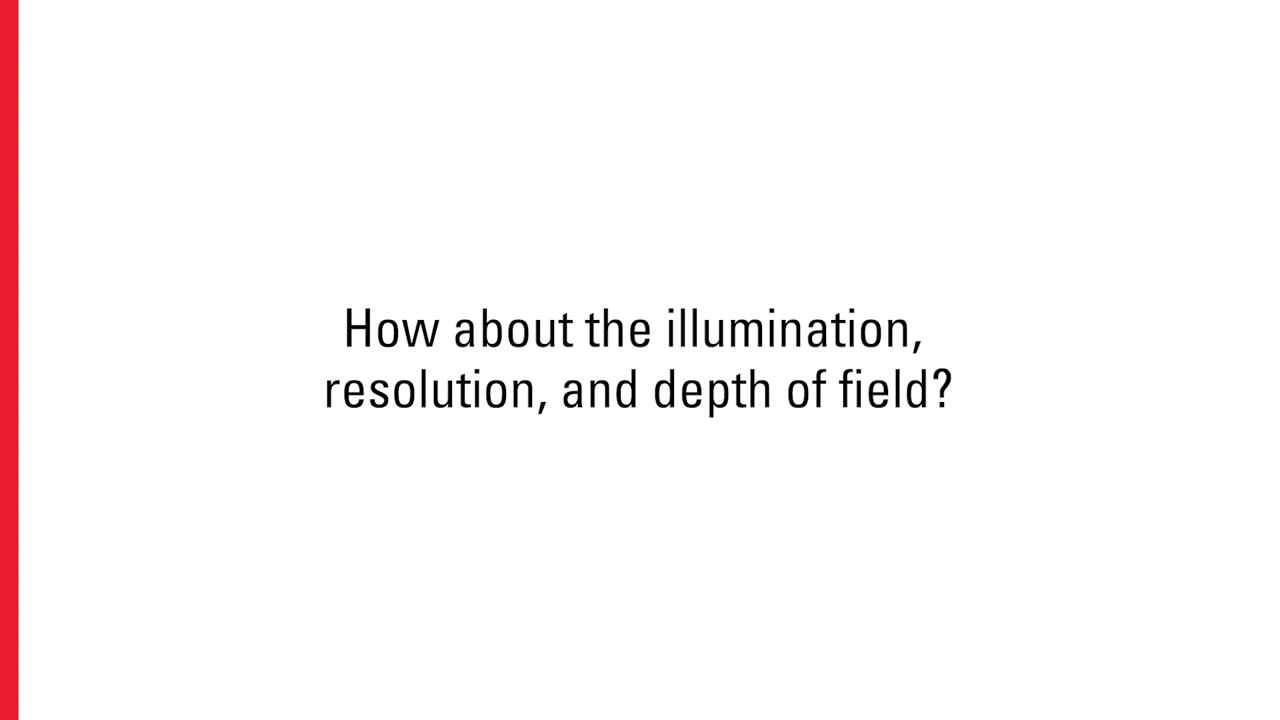 How about the illumination,
resolution, and depth of field?